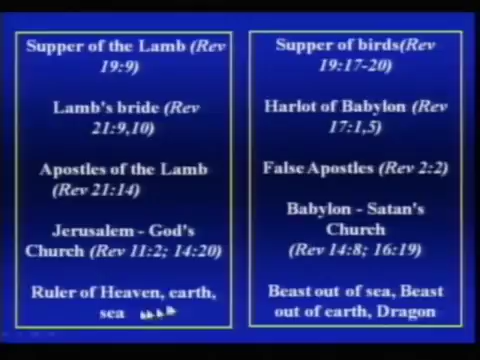 Supper of the Lamb (Rev
19:9)
Lamb's bride (Rev
21:9,10)
Apostles of the Lamb
(Rev 21:14)
Jerusalem - God's
Church (Rev 11:2; 14:20)
Ruler of Heaven, earth,
sea
Supper of birds(Rev
19:17-20)
Harlot of Babylon (Rev
17:1,5)
False Apostles (Rev 2:2)
Babylon - Satan's
Church
(Rev 14:8; 16:19)
Beast out of sea, Beast
out of earth, Dragon